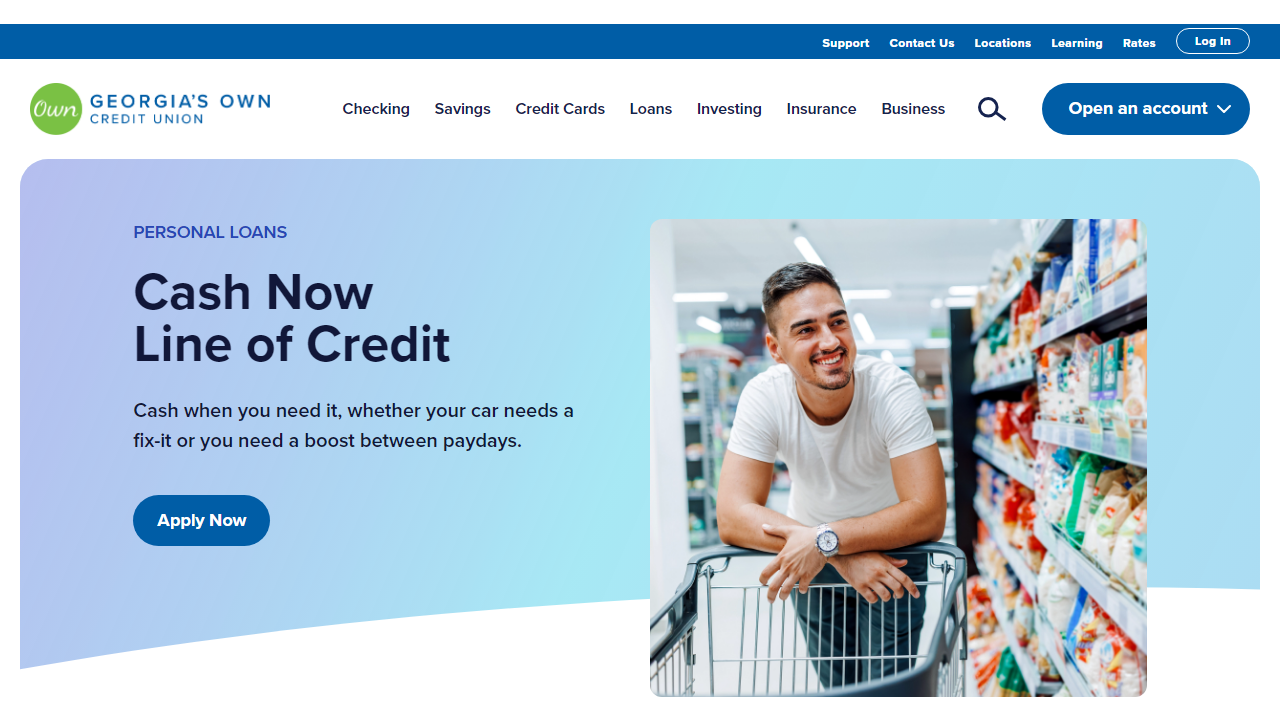 Support Contact Us Locations Learning Rates Log In
Own GEORGIA'S OWN
CREDIT UNION
Checking Savings Credit Cards Loans Investing Insurance Business Open an account
PERSONAL LOANS
Cash Now
Line of Credit
Cash when you need it, whether your car needs a
fix-it or you need a boost between paydays.
Apply Now